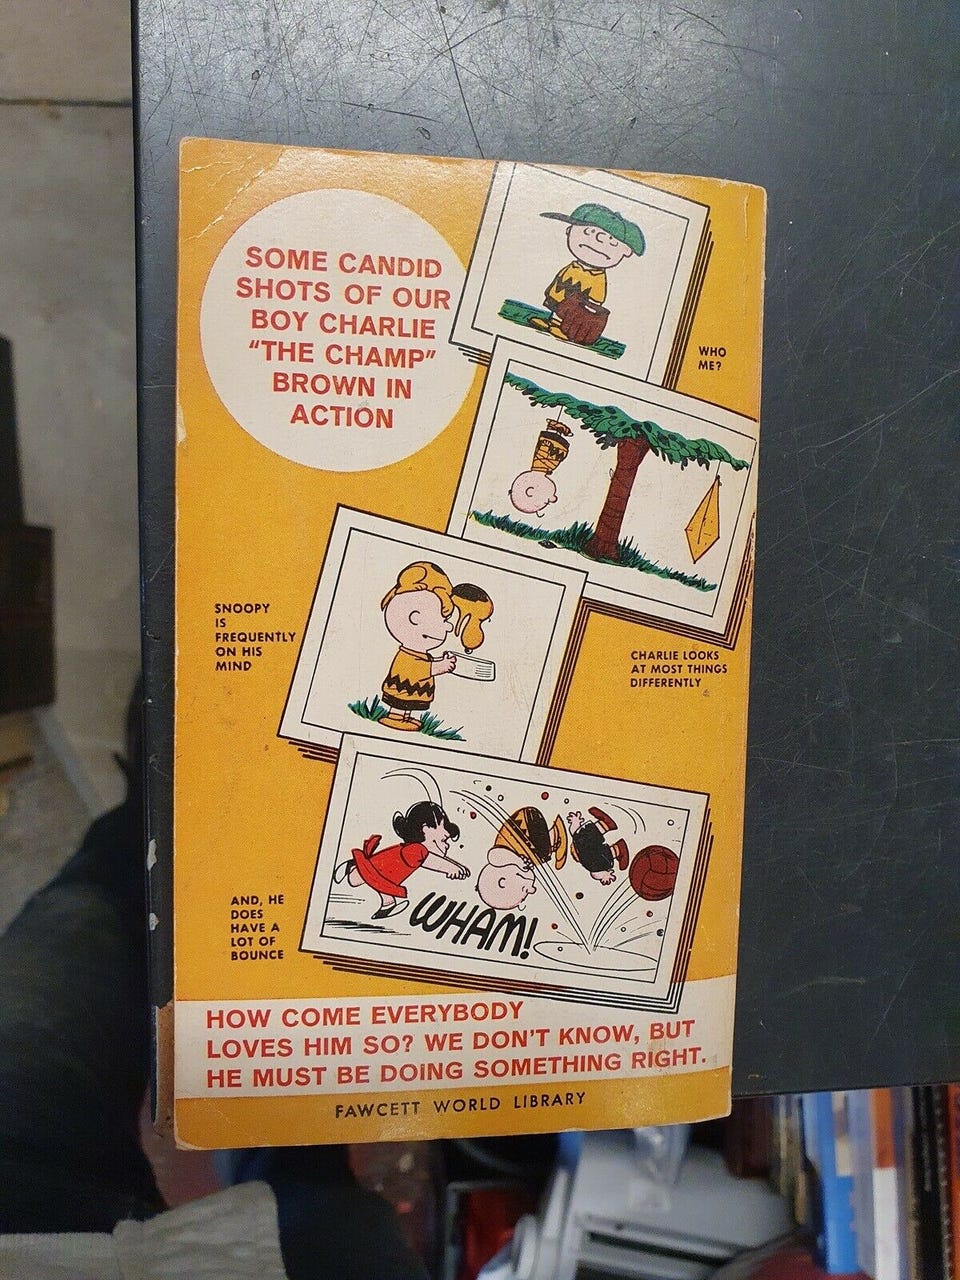 SOME CANDID
SHOTS OF OUR
BOY CHARLIE
"THE CHAMP"
BROWN IN
ACTION
WHO
ME?
CHARLIE LOOKS
AT MOST THINGS
DIFFERENTLY
SNOOPY
IS
FREQUENTLY
ON HIS
MIND
AND, HE
DOES
HAVE A
LOT OF
BOUNCE
WHAM!
HOW COME EVERYBODY
LOVES HIM SO? WE DON'T KNOW, BUT
HE MUST BE DOING SOMETHING RIGHT.
FAWCETT WORLD LIBRARY